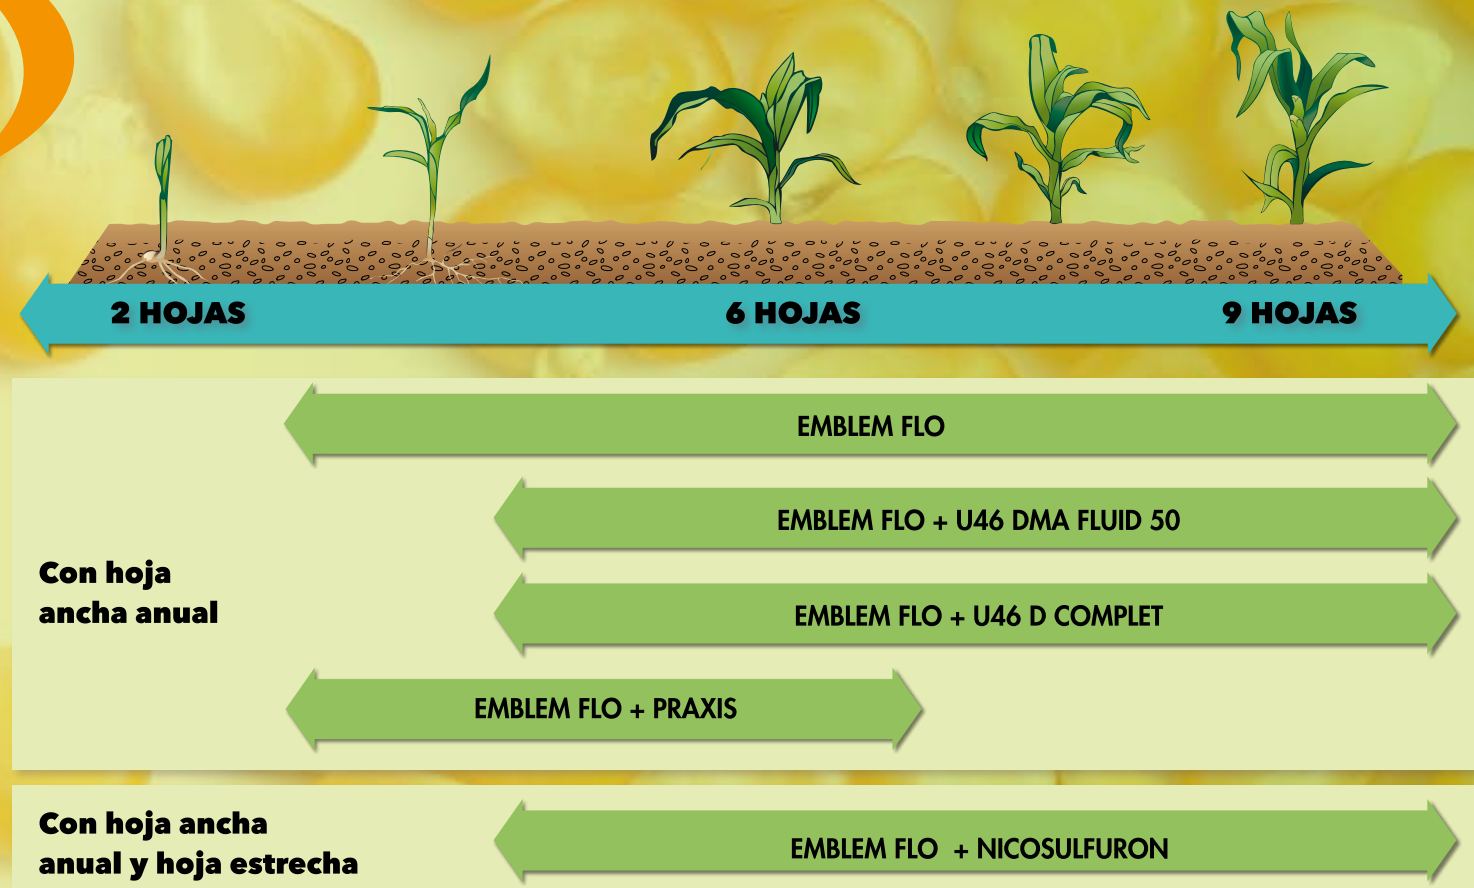 2 HOJAS
6 HOJAS
9 HOJAS
EMBLEM FLO
EMBLEM FLO + U46 DMA FLUID 50
Con hoja
ancha anual
EMBLEM FLO + U46 D COMPLET
EMBLEM FLO + PRAXIS
Con hoja ancha
anual y hoja estrecha
EMBLEM FLO + NICOSULFURON